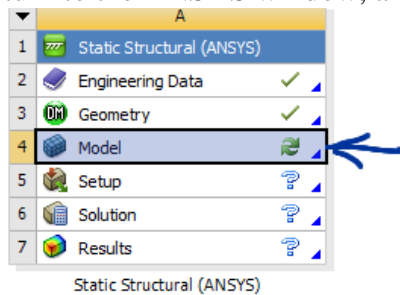 A
1 Static Structural (ANSYS)
2 Engineering Data
3 DM Geometry
4 Model
5 Setup
6 Solution
7 Results
Static Structural (ANSYS)